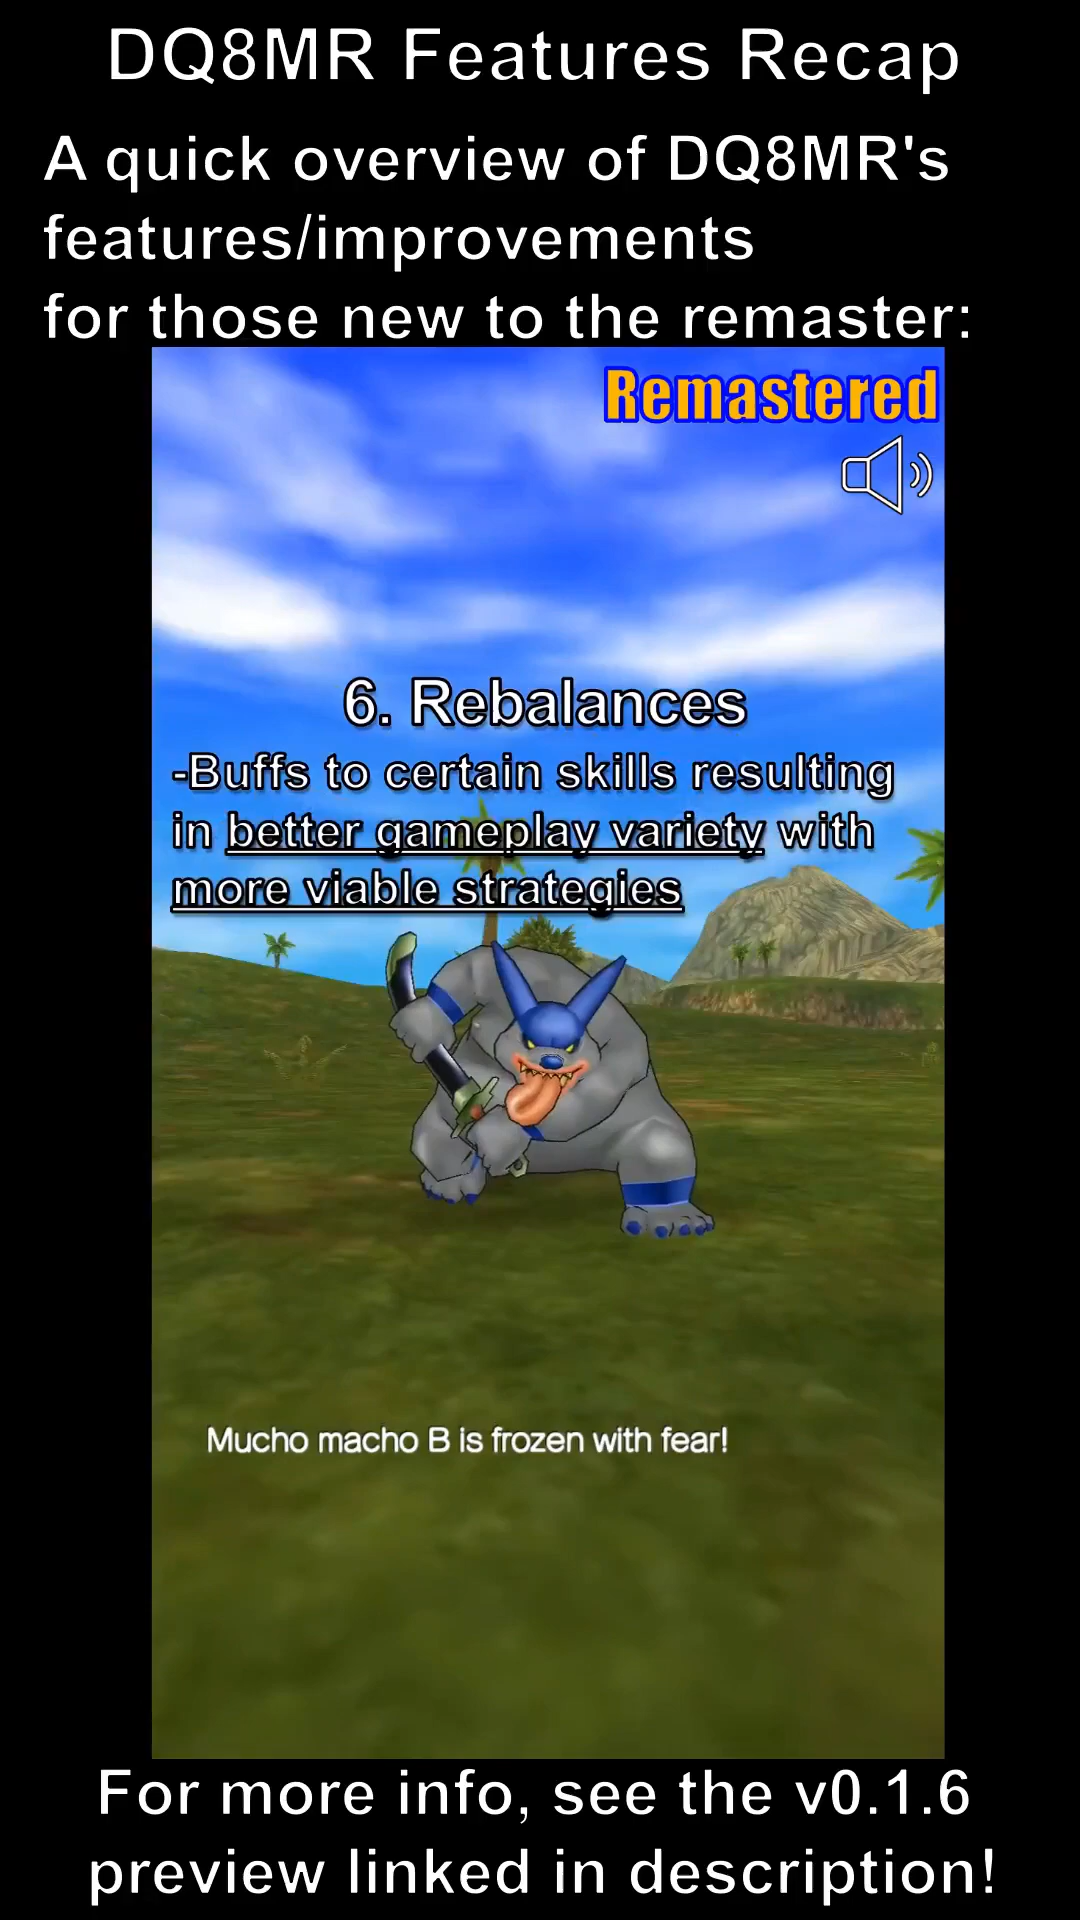 DQ8MR Features Recap
A quick overview of DQ8MR's
features/improvements
for those new to the remaster:
Remastered
6. Rebalances
-Buffs to certain skills resulting
in better gameplay variety with
more viable strategies
Mucho macho B is frozen with fear!
For more info, see the v0.1.6
preview linked in description!